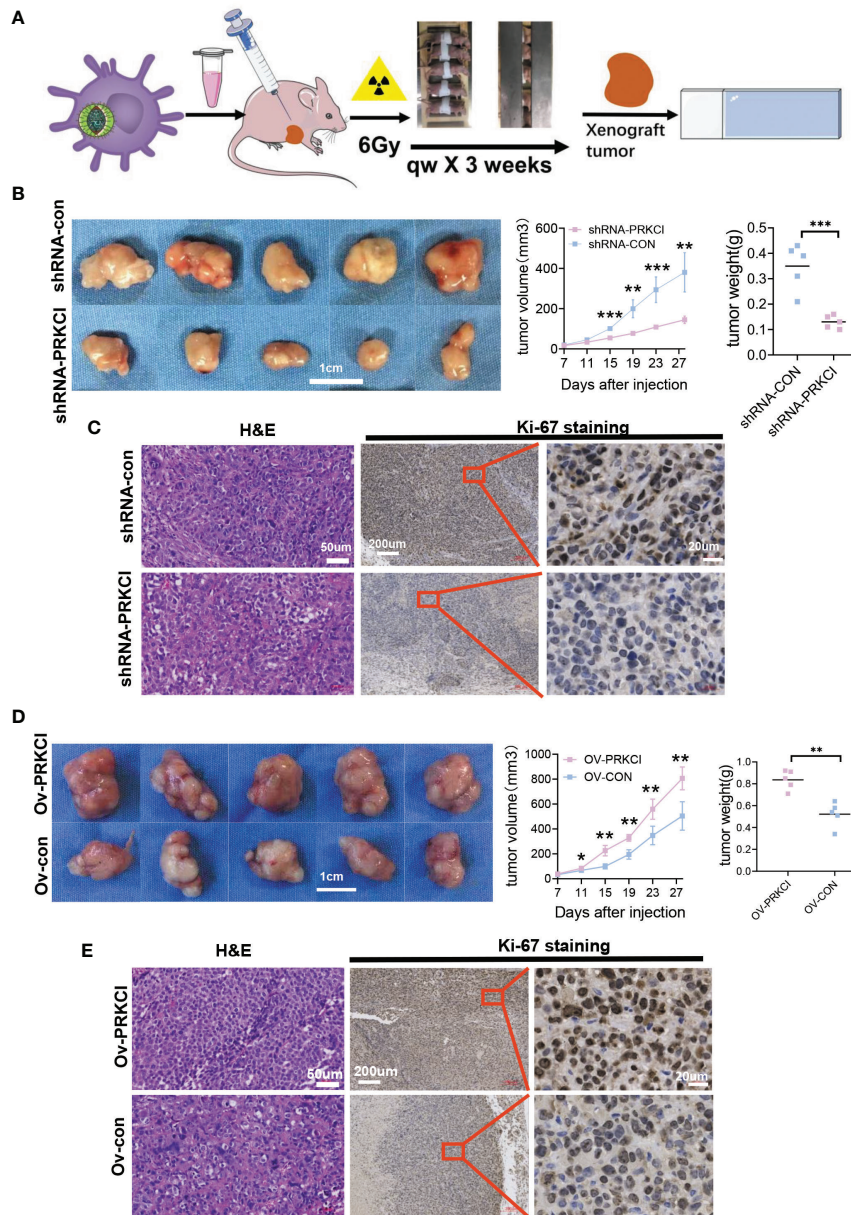 A
6Gy
qw X 3 weeks
Xenograft
tumor
B
shRNA-con
shRNA-PRKCI
1cm
tumor volume(mm3)
600
400
200
0
7 11 15 19 23 27
Days after injection
shRNA-PRKCI
shRNA-CON
***
**
***
**
tumor weight(g)
0.5
0.4
0.3
0.2
0.1
0.0
***
shRNA-CON
shRNA-PRKCI
C
H&E
Ki-67 staining
shRNA-con
50um
200um
20um
shRNA-PRKCI
D
Ov-PRKCI
Ov-con
1cm
tumor volume(mm3)
1000
800
600
400
200
0
7 11 15 19 23 27
Days after injection
OV-PRKCI
OV-CON
*
**
**
**
**
tumor weight(g)
1.0
0.8
0.6
0.4
0.2
0.0
**
OV-PRKCI
OV-CON
E
H&E
Ki-67 staining
Ov-PRKCI
50um
200um
20um
Ov-con